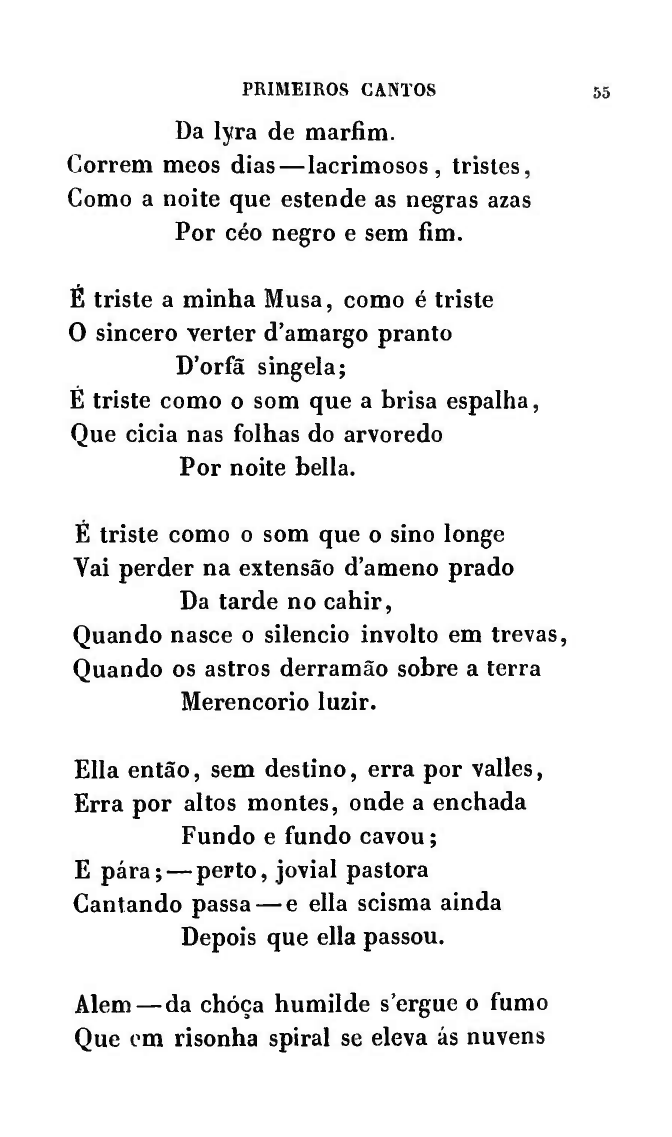 PRIMEIROS CANTOS 55
Da lyra de marfim.
Correm meos dias—lacrimosos, tristes,
Como a noite que estende as negras azas
Por céo negro e sem fim.
É triste a minha Musa, como é triste
O sincero verter d'amargo pranto
D'orfã singela;
É triste como o som que a brisa espalha,
Que cicia nas folhas do arvoredo
Por noite bella.
É triste como o som que o sino longe
Vai perder na extensão d'ameno prado
Da tarde no cahir,
Quando nasce o silencio involto em trevas,
Quando os astros derramão sobre a terra
Merencorio luzir.
Ella então, sem destino, erra por valles,
Erra por altos montes, onde a enchada
Fundo e fundo cavou;
E pára;—perto, jovial pastora
Cantando passa—e ella scisma ainda
Depois que ella passou.
Alem—da chóça humilde s'ergue o fumo
Que em risonha spiral se eleva ás nuvens